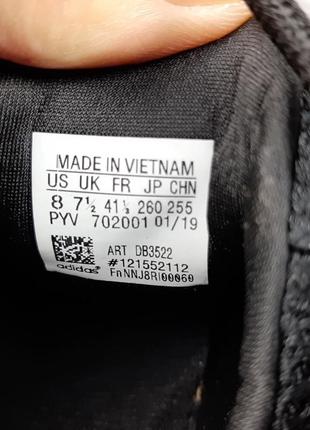 MADE IN VIETNAM
US UK FR JP CHN
8 7½ 41⅓ 260 255
PYV 702001 01/19
ART DB3522
#121552112
adidas FnNNJ8RI00060